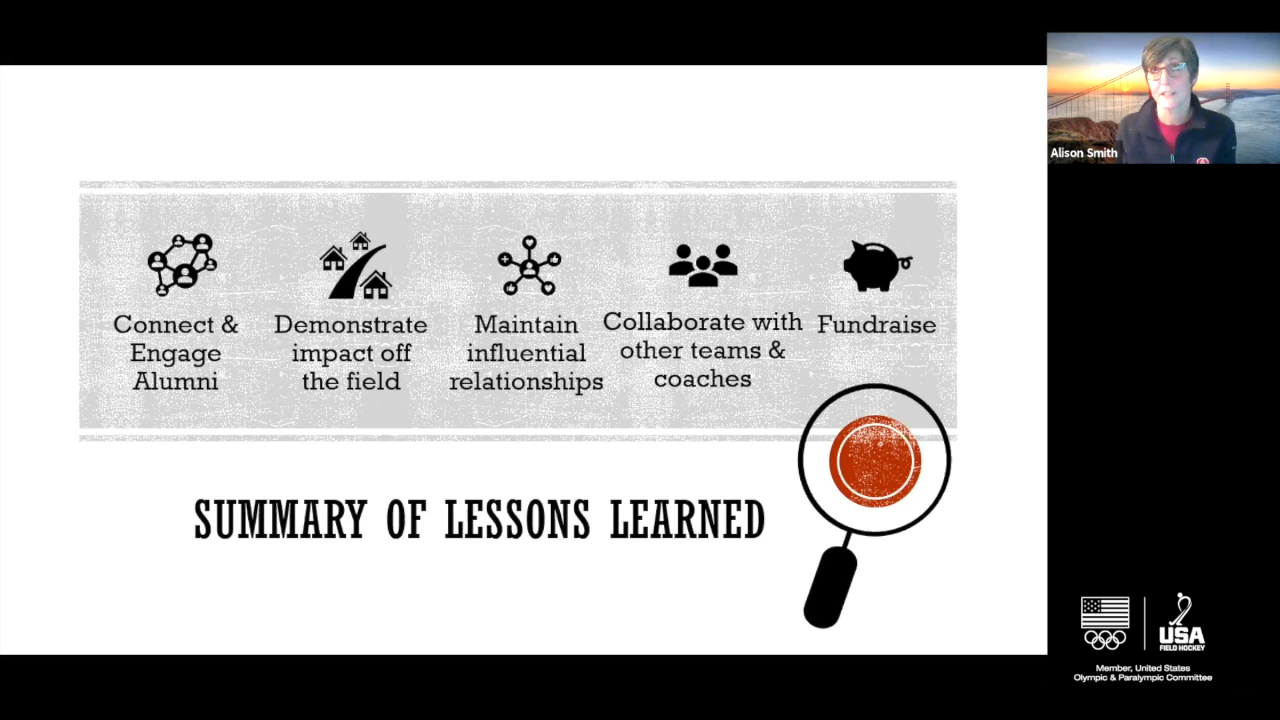 Connect &
Engage
Alumni
Demonstrate
impact off
the field
Maintain
influential
relationships
Collaborate with
other teams &
coaches
Fundraise
SUMMARY OF LESSONS LEARNED
Alison Smith
USA
FIELD HOCKEY
Member, United States
Olympic & Paralympic Committee